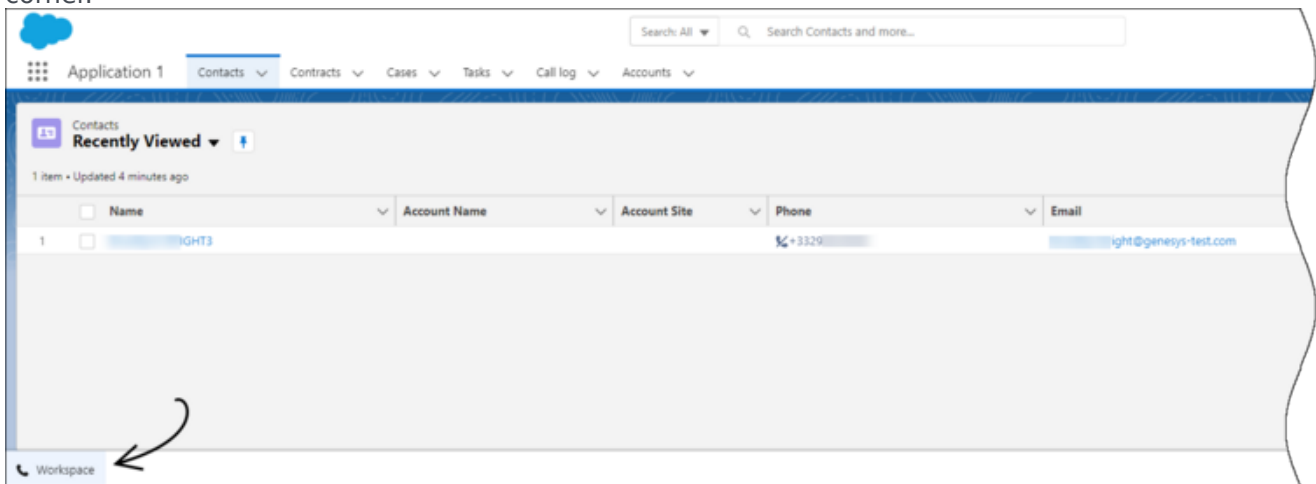 Search: All Search Contacts and more...
Application 1 Contacts Contracts Cases Tasks Call log Accounts
Contacts
Recently Viewed
1 item • Updated 4 minutes ago
Name Account Name Account Site Phone Email
1 IGHT3 +3329 ight@genesys-test.com
Workspace